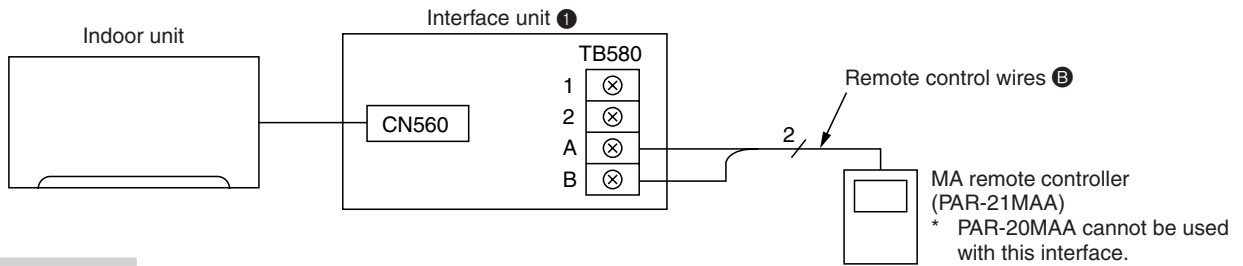 Interface unit ❶
Indoor unit
TB580
1
2
A
B
CN560
Remote control wires Ⓑ
2
MA remote controller
(PAR-21MAA)
* PAR-20MAA cannot be used
with this interface.